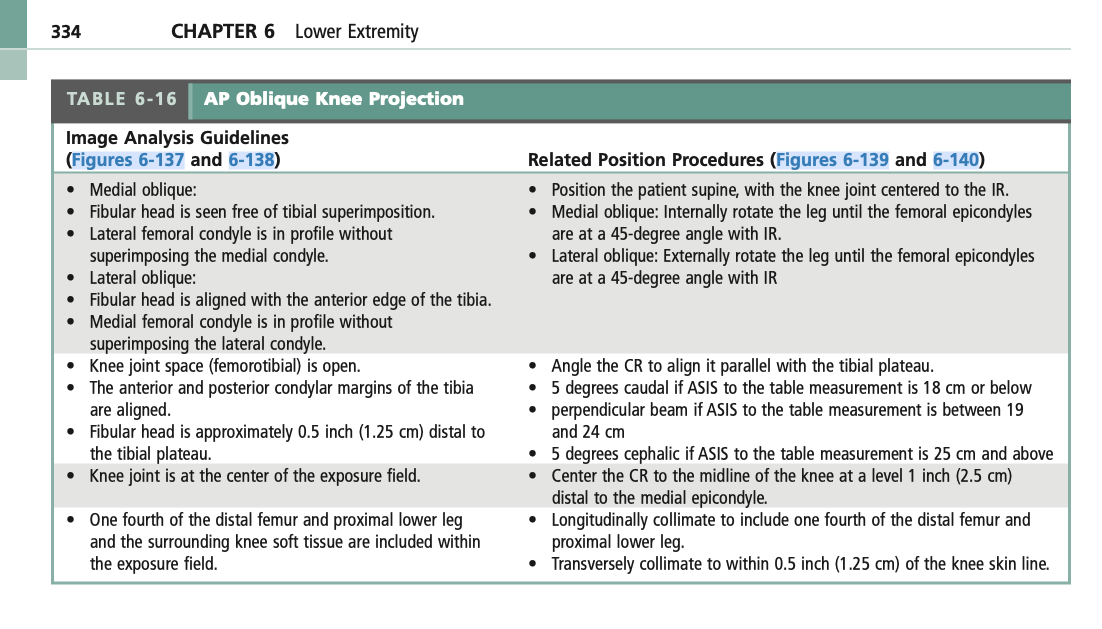 334 CHAPTER 6 Lower Extremity
TABLE 6-16 AP Oblique Knee Projection
Image Analysis Guidelines
(Figures 6-137 and 6-138)
• Medial oblique:
• Fibular head is seen free of tibial superimposition.
• Lateral femoral condyle is in profile without
superimposing the medial condyle.
• Lateral oblique:
• Fibular head is aligned with the anterior edge of the tibia.
• Medial femoral condyle is in profile without
superimposing the lateral condyle.
• Knee joint space (femorotibial) is open.
• The anterior and posterior condylar margins of the tibia
are aligned.
• Fibular head is approximately 0.5 inch (1.25 cm) distal to
the tibial plateau.
• Knee joint is at the center of the exposure field.
• One fourth of the distal femur and proximal lower leg
and the surrounding knee soft tissue are included within
the exposure field.
Related Position Procedures (Figures 6-139 and 6-140)
• Position the patient supine, with the knee joint centered to the IR.
• Medial oblique: Internally rotate the leg until the femoral epicondyles
are at a 45-degree angle with IR.
• Lateral oblique: Externally rotate the leg until the femoral epicondyles
are at a 45-degree angle with IR
• Angle the CR to align it parallel with the tibial plateau.
• 5 degrees caudal if ASIS to the table measurement is 18 cm or below
• perpendicular beam if ASIS to the table measurement is between 19
and 24 cm
• 5 degrees cephalic if ASIS to the table measurement is 25 cm and above
• Center the CR to the midline of the knee at a level 1 inch (2.5 cm)
distal to the medial epicondyle.
• Longitudinally collimate to include one fourth of the distal femur and
proximal lower leg.
• Transversely collimate to within 0.5 inch (1.25 cm) of the knee skin line.